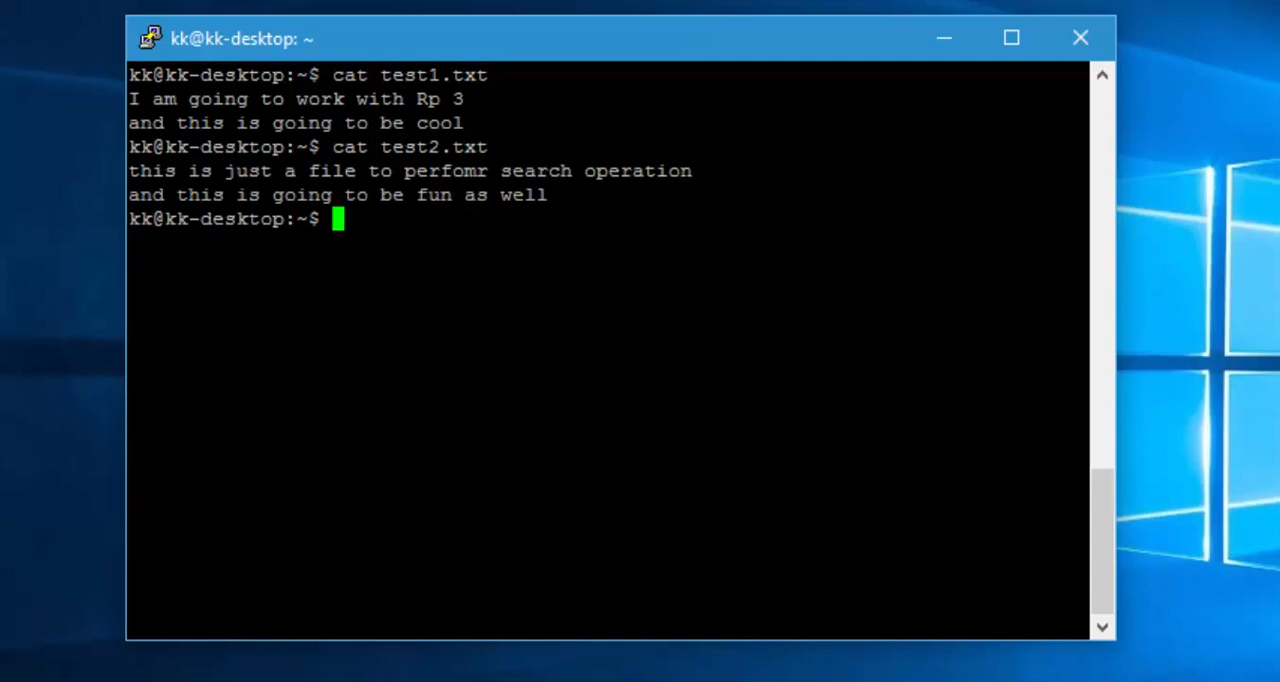 kk@kk-desktop: ~
kk@kk-desktop:~$ cat test1.txt
I am going to work with Rp 3
and this is going to be cool
kk@kk-desktop:~$ cat test2.txt
this is just a file to perfomr search operation
and this is going to be fun as well
kk@kk-desktop:~$